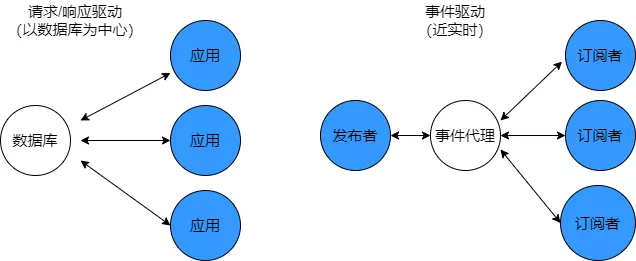 请求/响应驱动
（以数据库为中心）
应用
数据库
应用
应用
事件驱动
（近实时）
订阅者
发布者
事件代理
订阅者
订阅者